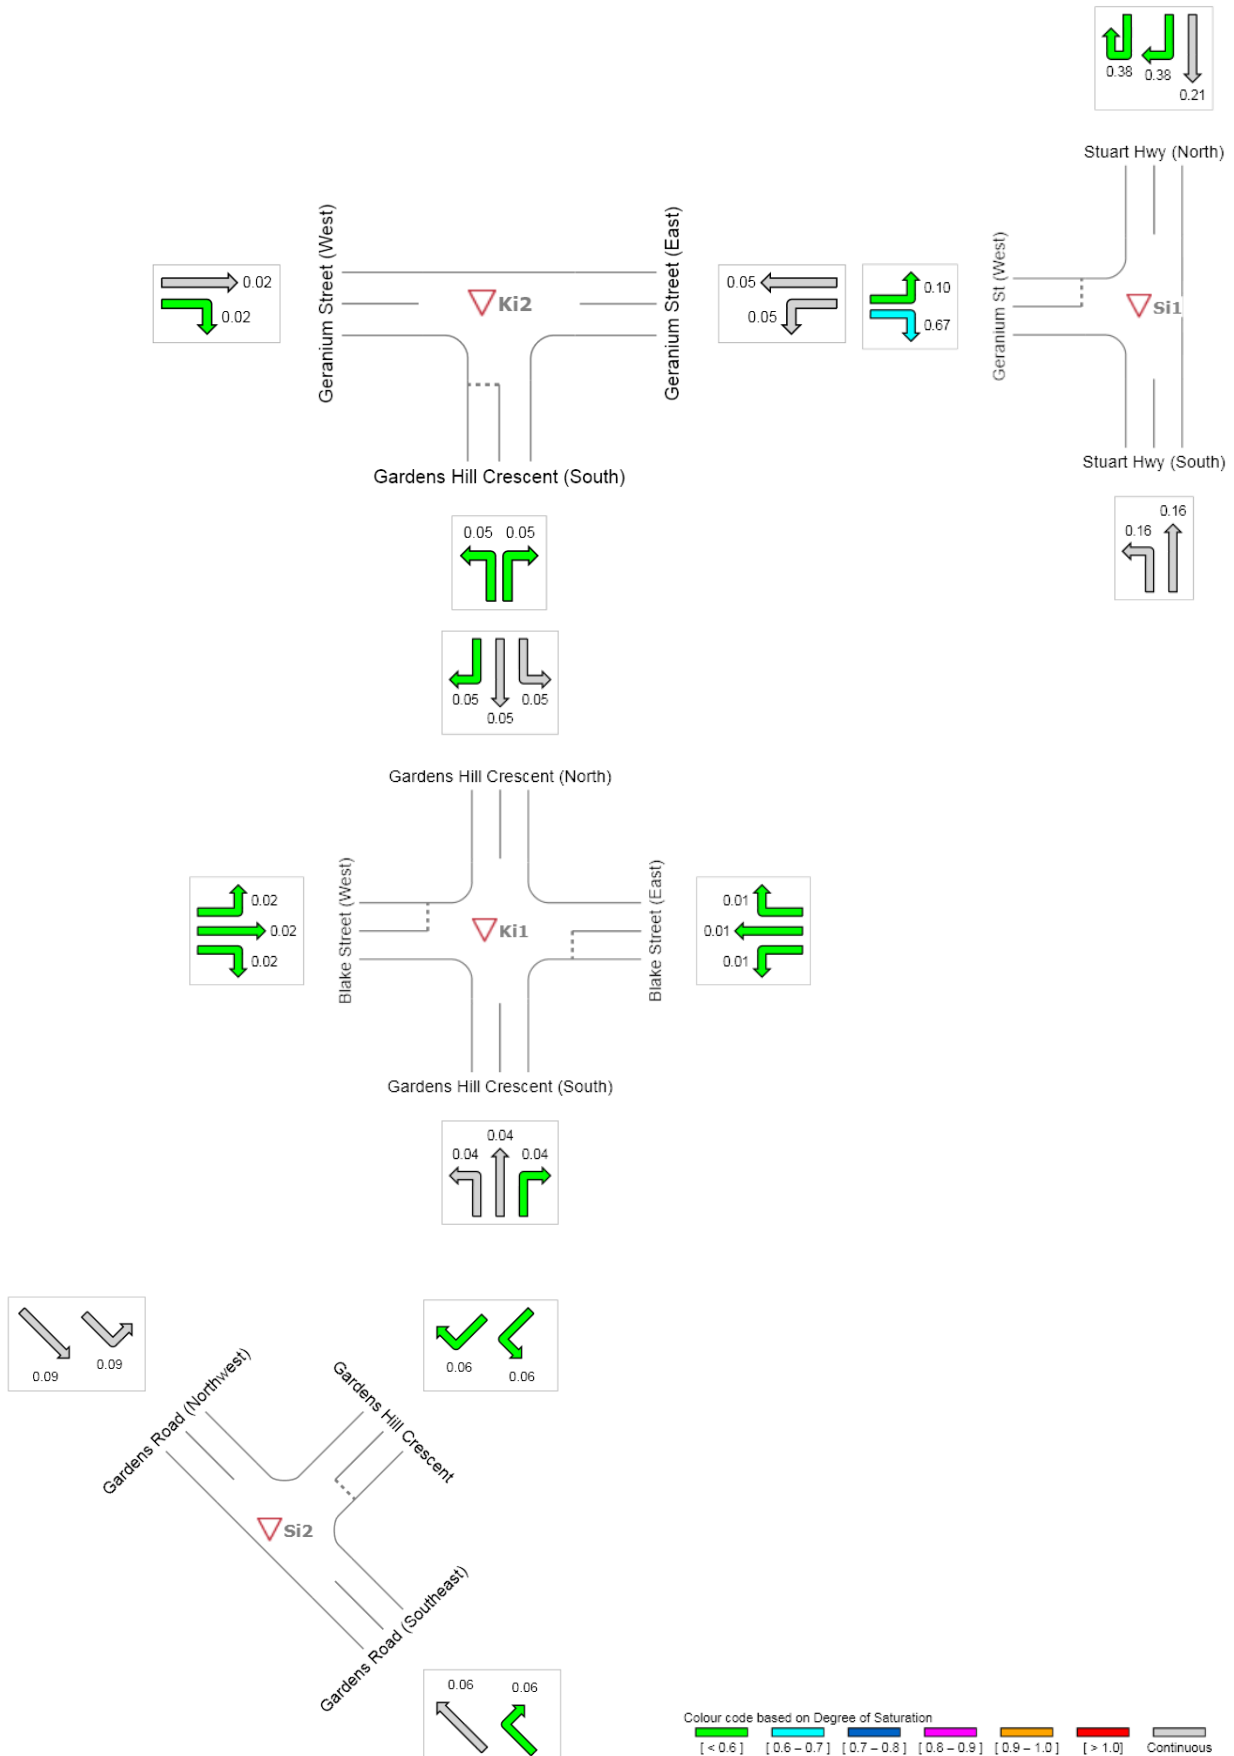 0.38 0.38
0.21
Stuart Hwy (North)
Geranium Street (West)
Geranium Street (East)
Geranium St (West)
0.02
0.02
Ki2
0.05
0.05
0.10
0.67
Si1
Stuart Hwy (South)
Gardens Hill Crescent (South)
0.16
0.16
0.05 0.05
0.05 0.05
0.05
Gardens Hill Crescent (North)
Blake Street (West)
Blake Street (East)
0.02
0.02
0.02
Ki1
0.01
0.01
0.01
Gardens Hill Crescent (South)
0.04
0.04 0.04
0.09
0.09
0.06
0.06
Gardens Road (Northwest)
Gardens Hill Crescent
Si2
Gardens Road (Southeast)
0.06 0.06
Colour code based on Degree of Saturation
[ < 0.6 ] [ 0.6 – 0.7 ] [ 0.7 – 0.8 ] [ 0.8 – 0.9 ] [ 0.9 – 1.0 ] [ > 1.0 ] Continuous